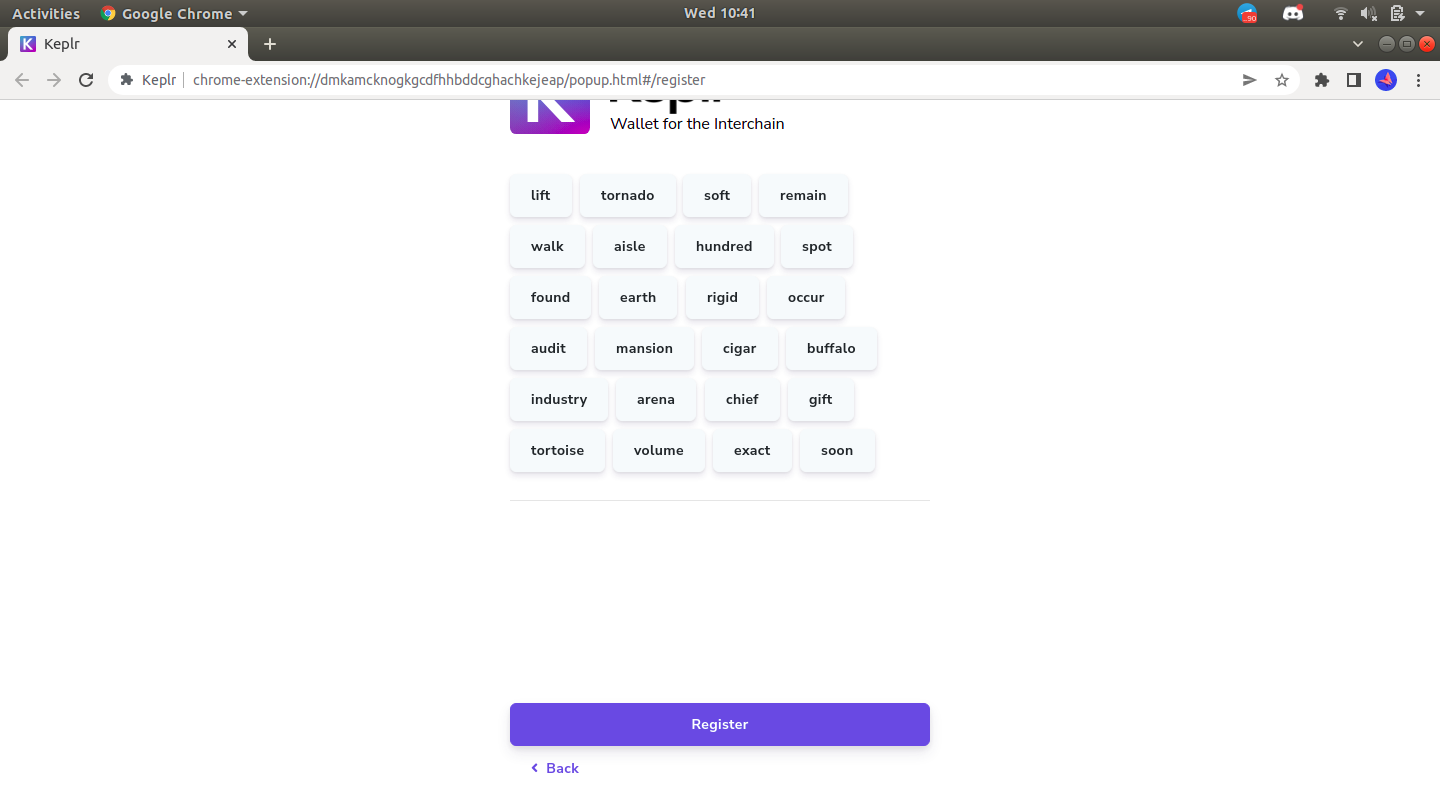 Activities Google Chrome Wed 10:41 90
Keplr
Keplr chrome-extension://dmkamcknogkgcdfhhbddcghachkejeap/popup.html#/register
Keplr
Wallet for the Interchain
lift tornado soft remain
walk aisle hundred spot
found earth rigid occur
audit mansion cigar buffalo
industry arena chief gift
tortoise volume exact soon
Register
Back